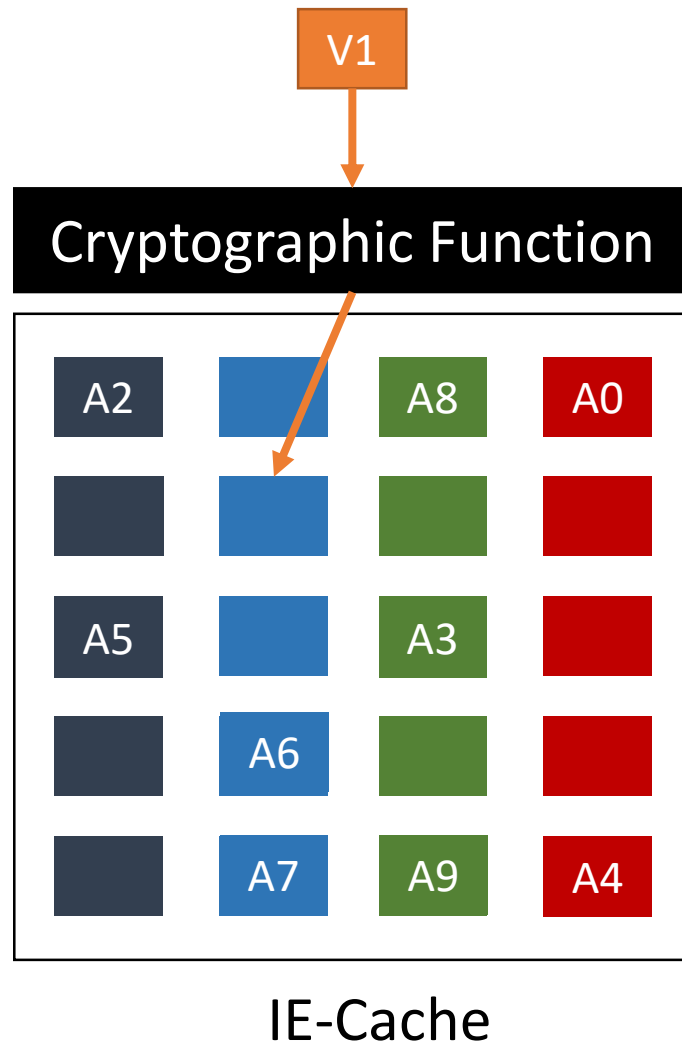 V1
Cryptographic Function
A2 A8 A0
A5 A3
A6
A7 A9 A4
IE-Cache